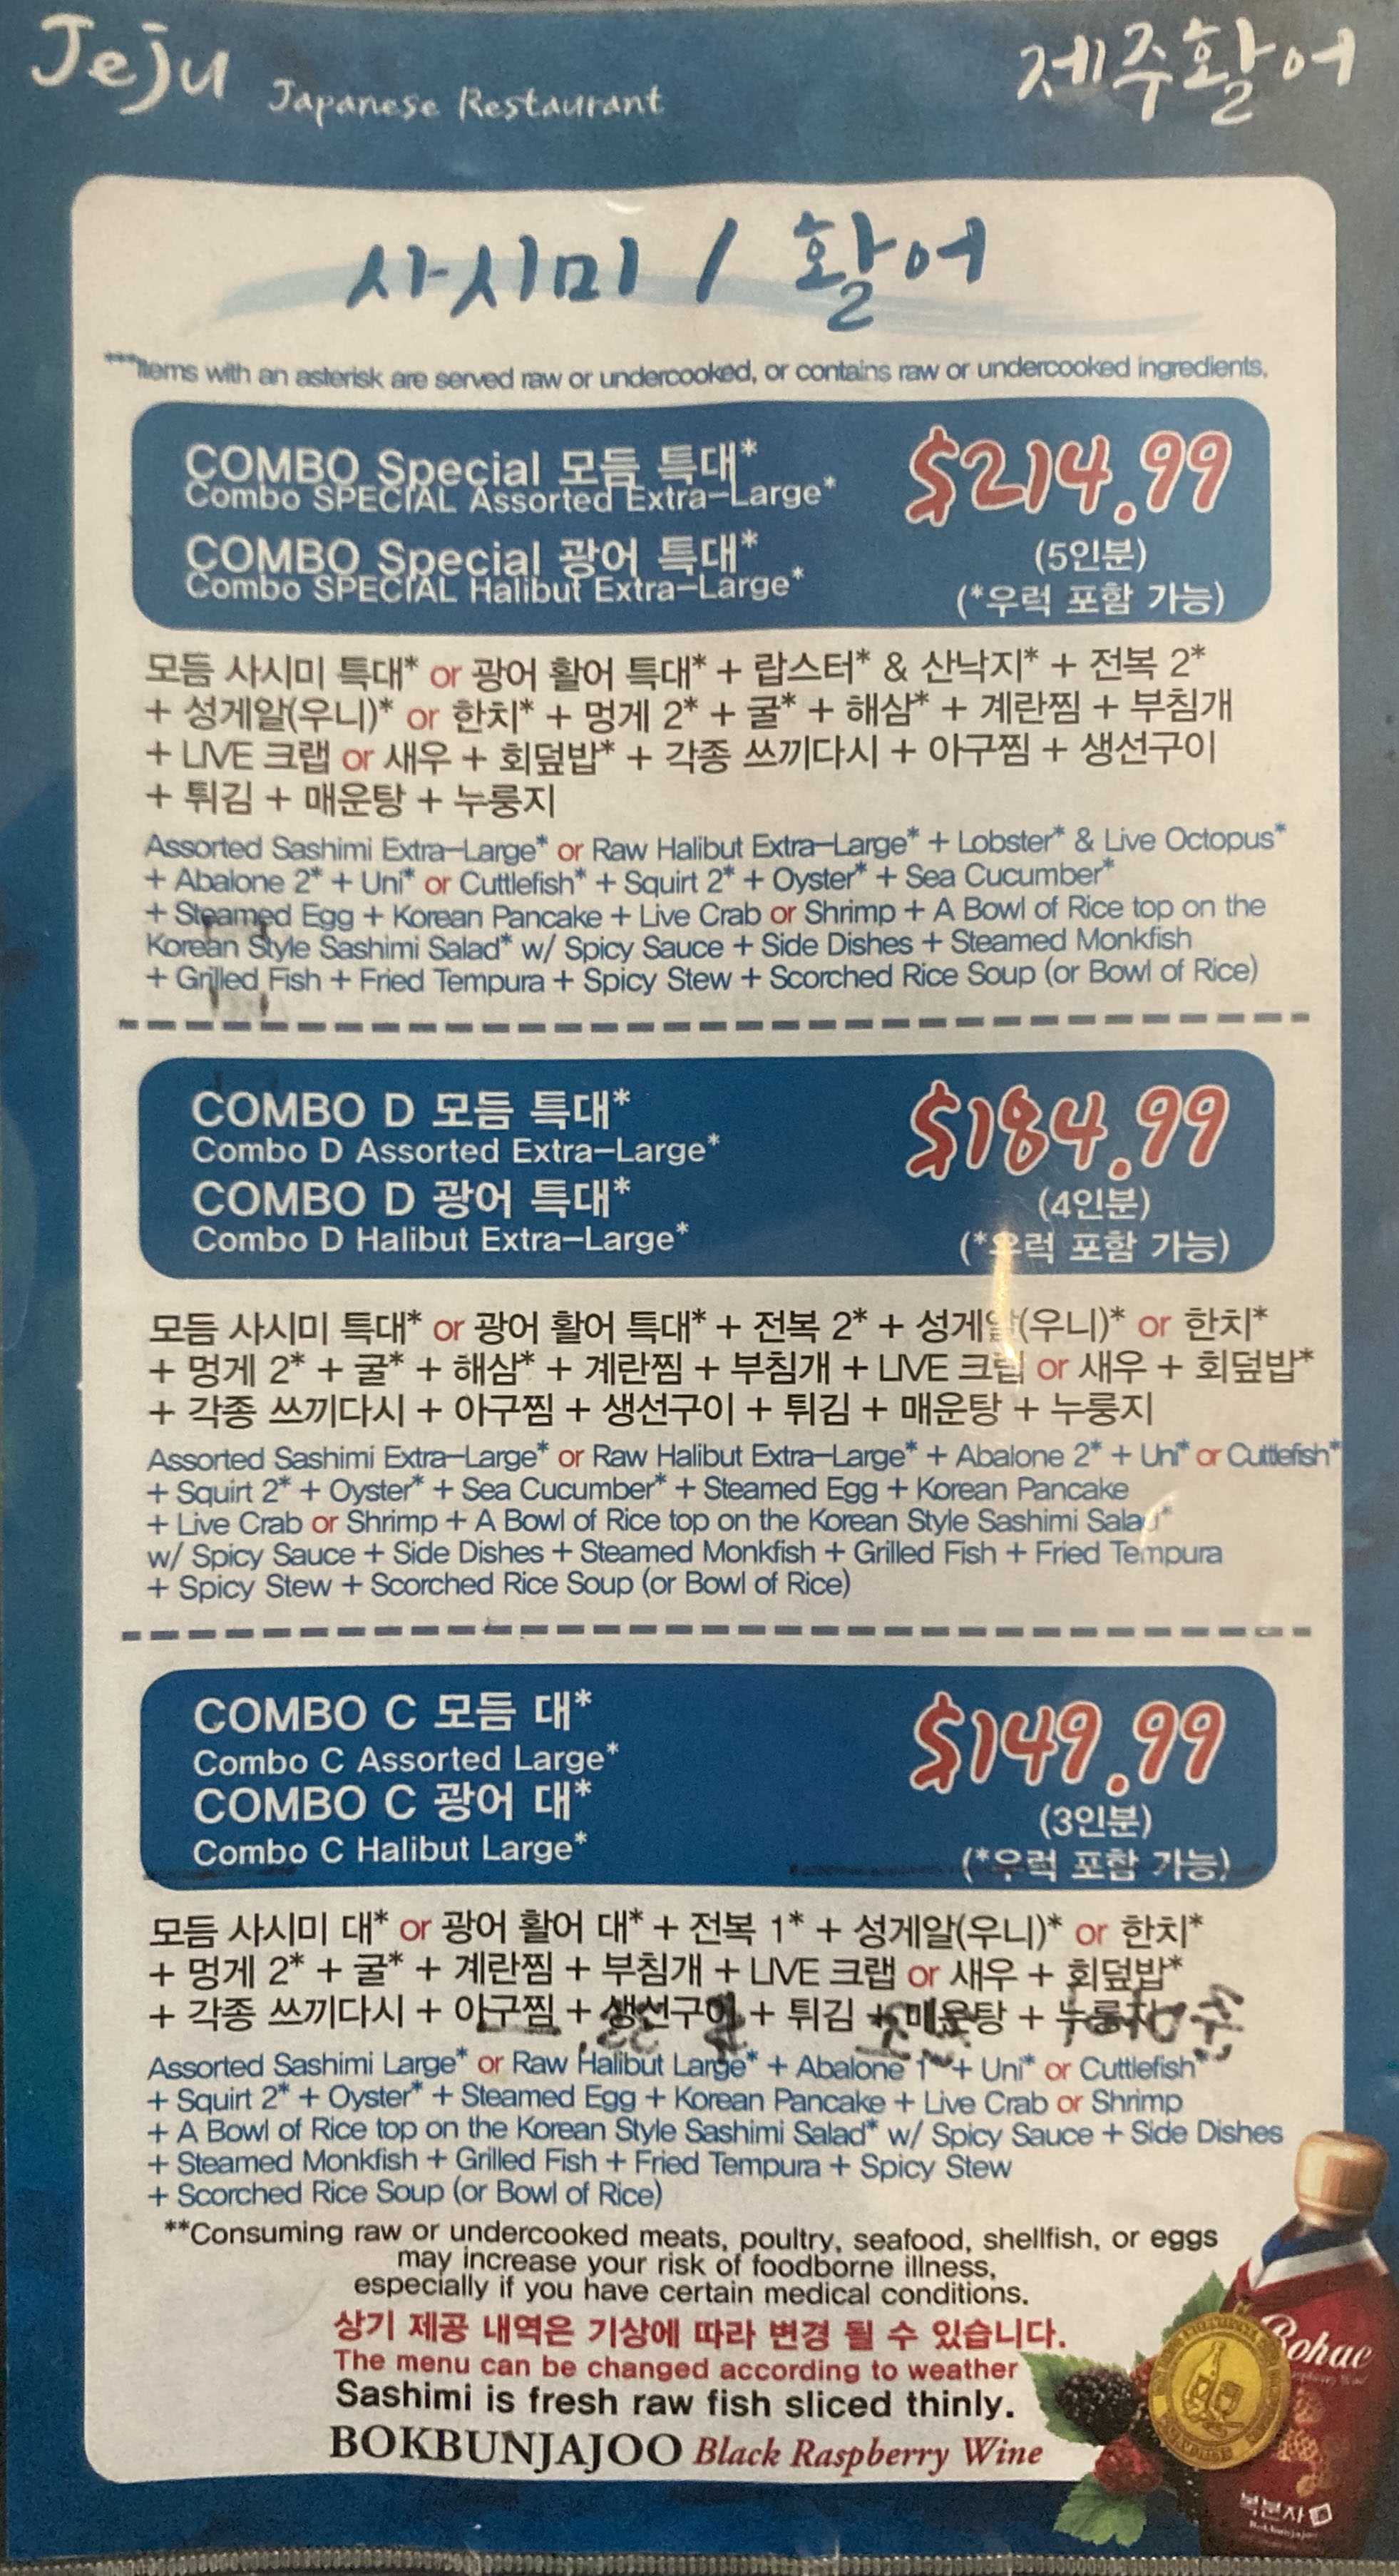 Jeju Japanese Restaurant 제주활어
사시미 / 활어
***Items with an asterisk are served raw or undercooked, or contains raw or undercooked ingredients.
COMBO Special 모듬 특대*
Combo SPECIAL Assorted Extra-Large*
COMBO Special 광어 특대*
Combo SPECIAL Halibut Extra-Large*
$214.99
(5인분)
(*우럭 포함 가능)
모듬 사시미 특대* or 광어 활어 특대* + 랍스터* & 산낙지* + 전복 2*
+ 성게알(우니)* or 한치* + 멍게 2* + 굴* + 해삼* + 계란찜 + 부침개
+ LIVE 크랩 or 새우 + 회덮밥* + 각종 쓰끼다시 + 아구찜 + 생선구이
+ 튀김 + 매운탕 + 누룽지
Assorted Sashimi Extra-Large* or Raw Halibut Extra-Large* + Lobster* & Live Octopus*
+ Abalone 2* + Uni* or Cuttlefish* + Squirt 2* + Oyster* + Sea Cucumber*
+ Steamed Egg + Korean Pancake + Live Crab or Shrimp + A Bowl of Rice top on the
Korean Style Sashimi Salad* w/ Spicy Sauce + Side Dishes + Steamed Monkfish
+ Grilled Fish + Fried Tempura + Spicy Stew + Scorched Rice Soup (or Bowl of Rice)
COMBO D 모듬 특대*
Combo D Assorted Extra-Large*
COMBO D 광어 특대*
Combo D Halibut Extra-Large*
$184.99
(4인분)
(*우럭 포함 가능)
모듬 사시미 특대* or 광어 활어 특대* + 전복 2* + 성게알(우니)* or 한치*
+ 멍게 2* + 굴* + 해삼* + 계란찜 + 부침개 + LIVE 크랩 or 새우 + 회덮밥*
+ 각종 쓰끼다시 + 아구찜 + 생선구이 + 튀김 + 매운탕 + 누룽지
Assorted Sashimi Extra-Large* or Raw Halibut Extra-Large* + Abalone 2* + Uni* or Cuttlefish*
+ Squirt 2* + Oyster* + Sea Cucumber* + Steamed Egg + Korean Pancake
+ Live Crab or Shrimp + A Bowl of Rice top on the Korean Style Sashimi Salad*
w/ Spicy Sauce + Side Dishes + Steamed Monkfish + Grilled Fish + Fried Tempura
+ Spicy Stew + Scorched Rice Soup (or Bowl of Rice)
COMBO C 모듬 대*
Combo C Assorted Large*
COMBO C 광어 대*
Combo C Halibut Large*
$149.99
(3인분)
(*우럭 포함 가능)
모듬 사시미 대* or 광어 활어 대* + 전복 1* + 성게알(우니)* or 한치*
+ 멍게 2* + 굴* + 계란찜 + 부침개 + LIVE 크랩 or 새우 + 회덮밥*
+ 각종 쓰끼다시 + 아구찜 + 생선구이 + 튀김 + 매운탕 + 누룽지
Assorted Sashimi Large* or Raw Halibut Large* + Abalone 1* + Uni* or Cuttlefish*
+ Squirt 2* + Oyster* + Steamed Egg + Korean Pancake + Live Crab or Shrimp
+ A Bowl of Rice top on the Korean Style Sashimi Salad* w/ Spicy Sauce + Side Dishes
+ Steamed Monkfish + Grilled Fish + Fried Tempura + Spicy Stew
+ Scorched Rice Soup (or Bowl of Rice)
**Consuming raw or undercooked meats, poultry, seafood, shellfish, or eggs
may increase your risk of foodborne illness,
especially if you have certain medical conditions.
상기 제공 내역은 기상에 따라 변경 될 수 있습니다.
The menu can be changed according to weather
Sashimi is fresh raw fish sliced thinly.
BOKBUNJAJOO Black Raspberry Wine
Bohae
복분자